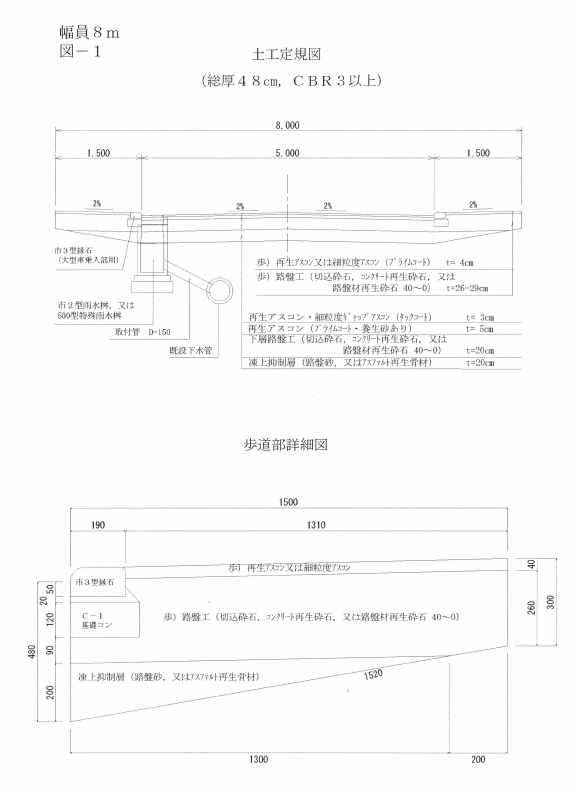 幅員８ｍ
図－１
土工定規図
（総厚４８㎝，ＣＢＲ３以上）
8.000
1.500 5.000 1.500
2% 2% 2% 2%
市３型縁石
（大型車乗入部用）
歩）再生ｱｽｺﾝ又は細粒度ｱｽｺﾝ（ﾌﾟﾗｲﾑｺｰﾄ） t= 4㎝
歩）路盤工（切込砕石，ｺﾝｸﾘｰﾄ再生砕石，又は
路盤材再生砕石 40～0） t=26-29㎝
市２型雨水桝，又は
500型特殊雨水桝
取付管 D-150
既設下水管
再生アスコン・細粒度ｷﾞｬｯﾌﾟｱｽｺﾝ（タックコート） t= 3㎝
再生アスコン（ﾌﾟﾗｲﾑｺｰﾄ・養生砂あり） t= 5㎝
下層路盤工（切込砕石，ｺﾝｸﾘｰﾄ再生砕石，又は
路盤材再生砕石 40～0） t=20㎝
凍上抑制層（路盤砂，又はｱｽﾌｧﾙﾄ再生骨材） t=20㎝
歩道部詳細図
1500
190 1310
歩）再生ｱｽｺﾝ又は細粒度ｱｽｺﾝ
40
市３型縁石
50
20
Ｃ－１
基礎コン
120
歩）路盤工（切込砕石，ｺﾝｸﾘｰﾄ再生砕石，又は路盤材再生砕石 40～0）
260
300
480
90
凍上抑制層（路盤砂，又はｱｽﾌｧﾙﾄ再生骨材）
1520
200
1300 200